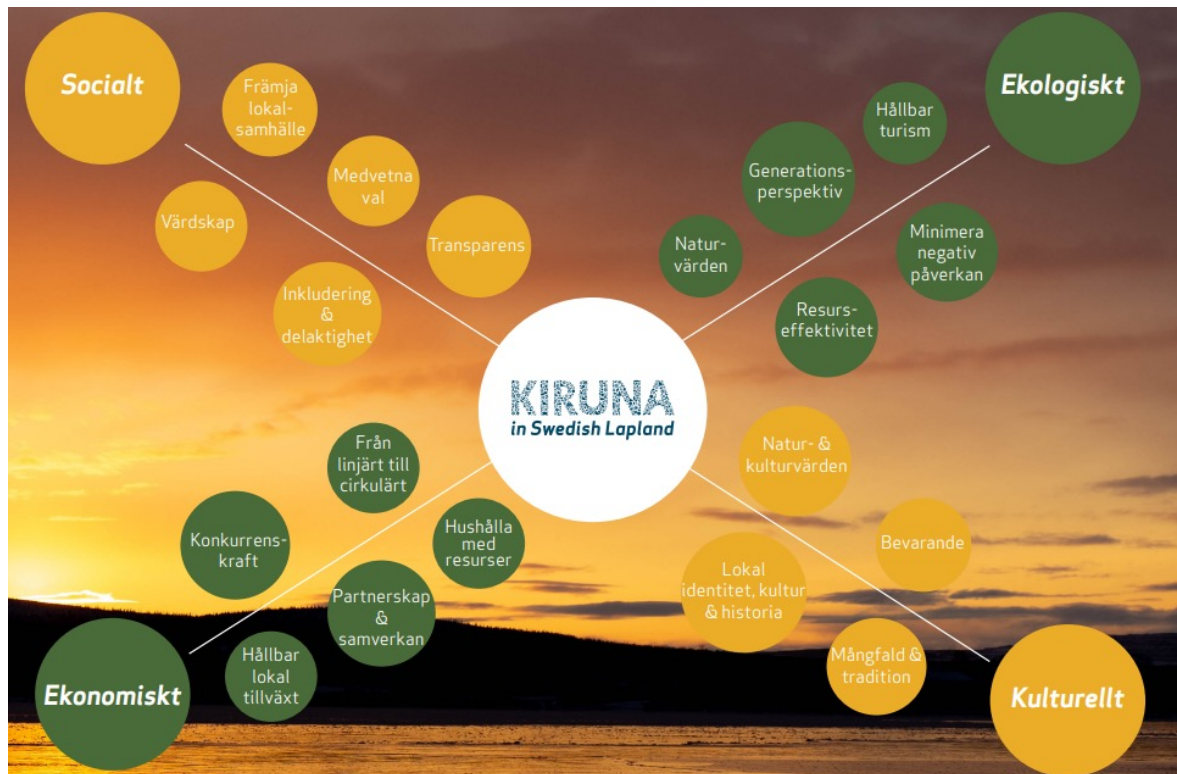 Socialt
Främja
lokal-
samhälle
Medvetna
val
Värdskap
Transparens
Inkludering
&
delaktighet
Ekologiskt
Hållbar
turism
Generations-
perspektiv
Natur-
värden
Minimera
negativ
påverkan
Resurs-
effektivitet
KIRUNA
in Swedish Lapland
Från
linjärt till
cirkulärt
Konkurrens-
kraft
Hushålla
med
resurser
Partnerskap
&
samverkan
Hållbar
lokal
tillväxt
Ekonomiskt
Natur- &
kulturvärden
Bevarande
Lokal
identitet, kultur
& historia
Mångfald &
tradition
Kulturellt